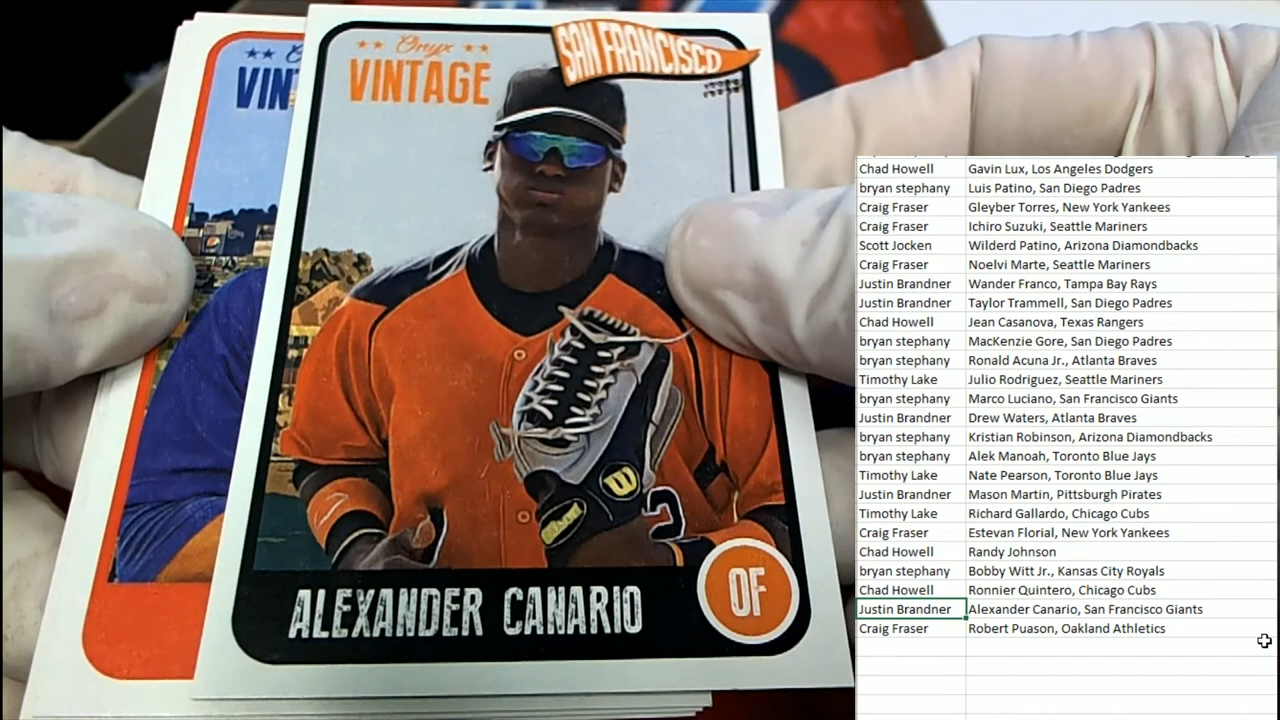 ★★ Onyx ★★
VINTAGE
SAN FRANCISCO
VIN
W
Wilson
2
ALEXANDER CANARIO
OF
Chad Howell Gavin Lux, Los Angeles Dodgers
bryan stephany Luis Patino, San Diego Padres
Craig Fraser Gleyber Torres, New York Yankees
Craig Fraser Ichiro Suzuki, Seattle Mariners
Scott Jocken Wilderd Patino, Arizona Diamondbacks
Craig Fraser Noelvi Marte, Seattle Mariners
Justin Brandner Wander Franco, Tampa Bay Rays
Justin Brandner Taylor Trammell, San Diego Padres
Chad Howell Jean Casanova, Texas Rangers
bryan stephany MacKenzie Gore, San Diego Padres
bryan stephany Ronald Acuna Jr., Atlanta Braves
Timothy Lake Julio Rodriguez, Seattle Mariners
bryan stephany Marco Luciano, San Francisco Giants
Justin Brandner Drew Waters, Atlanta Braves
bryan stephany Kristian Robinson, Arizona Diamondbacks
bryan stephany Alek Manoah, Toronto Blue Jays
Timothy Lake Nate Pearson, Toronto Blue Jays
Justin Brandner Mason Martin, Pittsburgh Pirates
Timothy Lake Richard Gallardo, Chicago Cubs
Craig Fraser Estevan Florial, New York Yankees
Chad Howell Randy Johnson
bryan stephany Bobby Witt Jr., Kansas City Royals
Chad Howell Ronnier Quintero, Chicago Cubs
Justin Brandner Alexander Canario, San Francisco Giants
Craig Fraser Robert Puason, Oakland Athletics